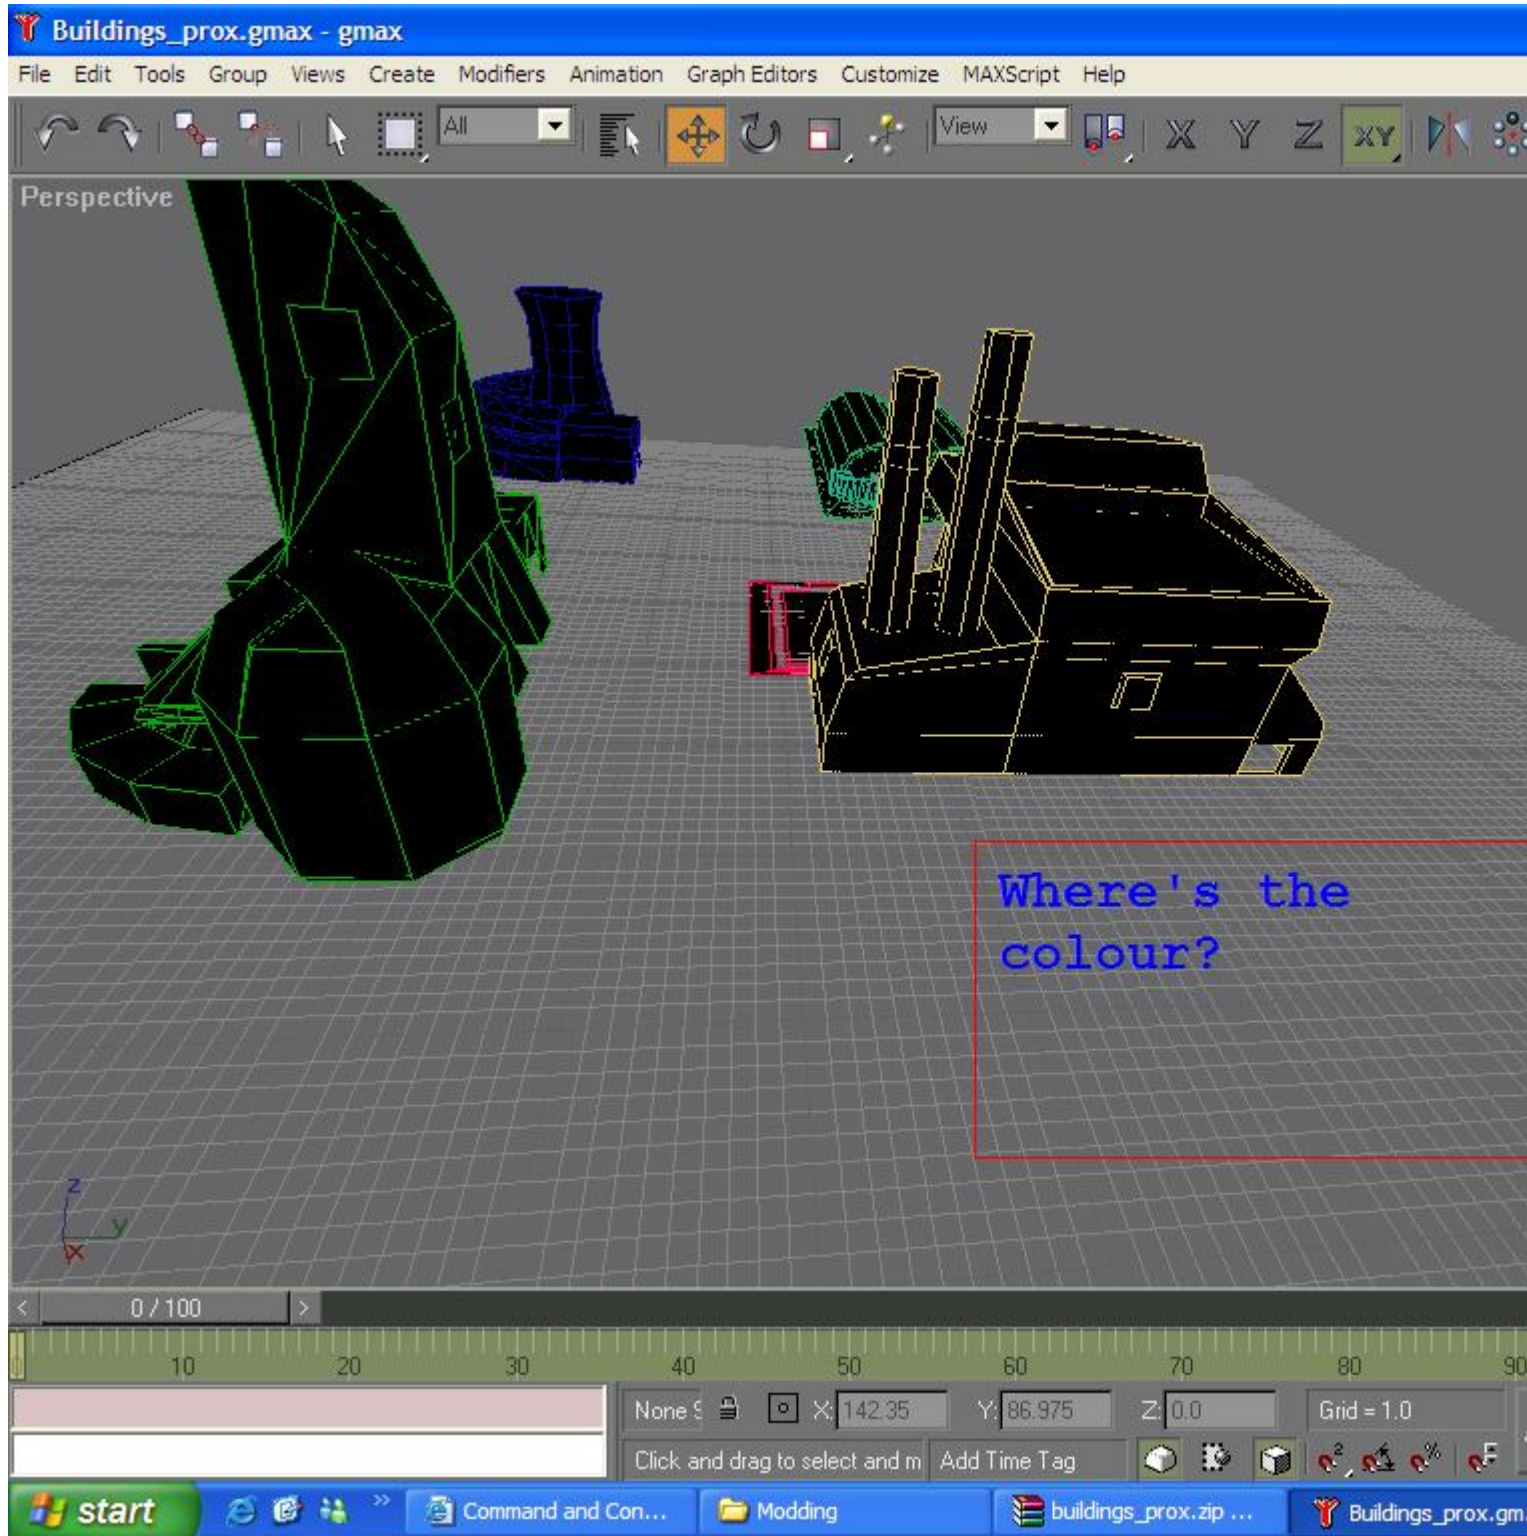 Buildings_prox.gmax - gmax
File Edit Tools Group Views Create Modifiers Animation Graph Editors Customize MAXScript Help
All View X Y Z XY
Perspective
Where's the
colour?
z
y
x
< 0 / 100 >
0 10 20 30 40 50 60 70 80 90
None S X: 142.35 Y: 86.975 Z: 0.0 Grid = 1.0
Click and drag to select and m Add Time Tag
start » Command and Con... Modding buildings_prox.zip ... Buildings_prox.gm